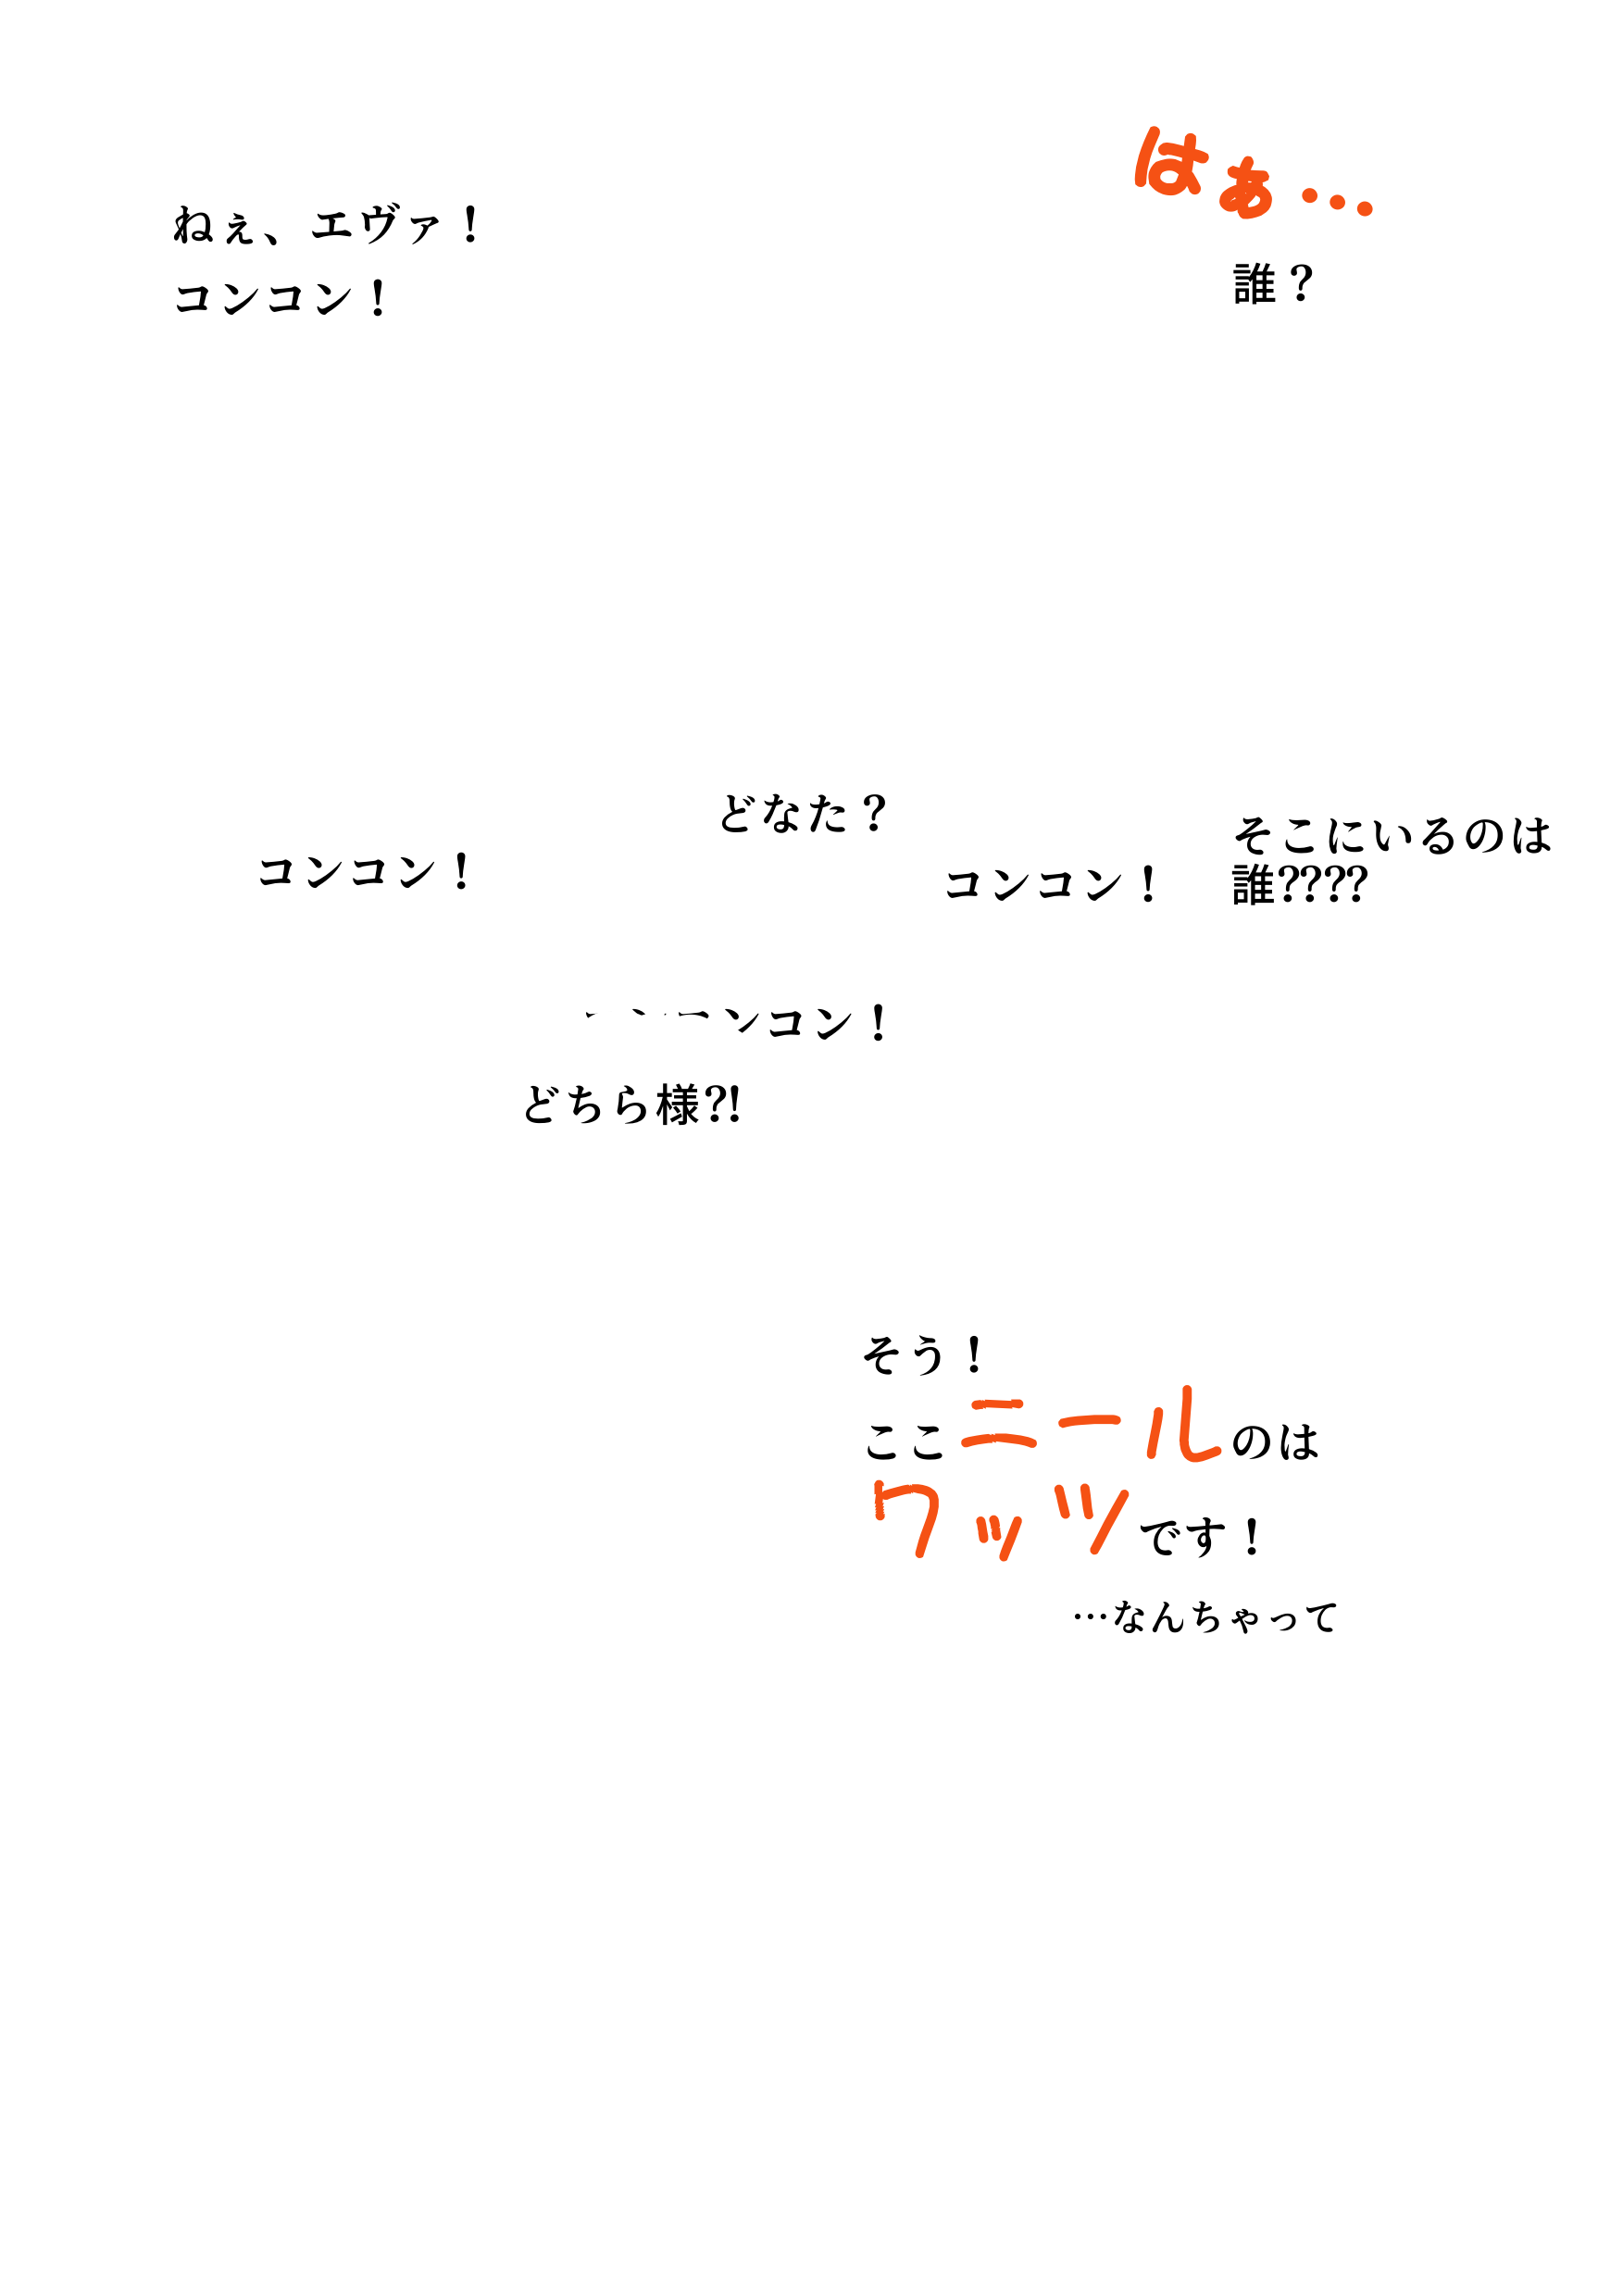 ねぇ、エヴァ！
コンコン！
はぁ…
誰？
コンコン！
どなた？
コンコン！
そこにいるのは
誰????
ンコン！
どちら様?!
そう！
ここニールのは
ワッツです！
…なんちゃって